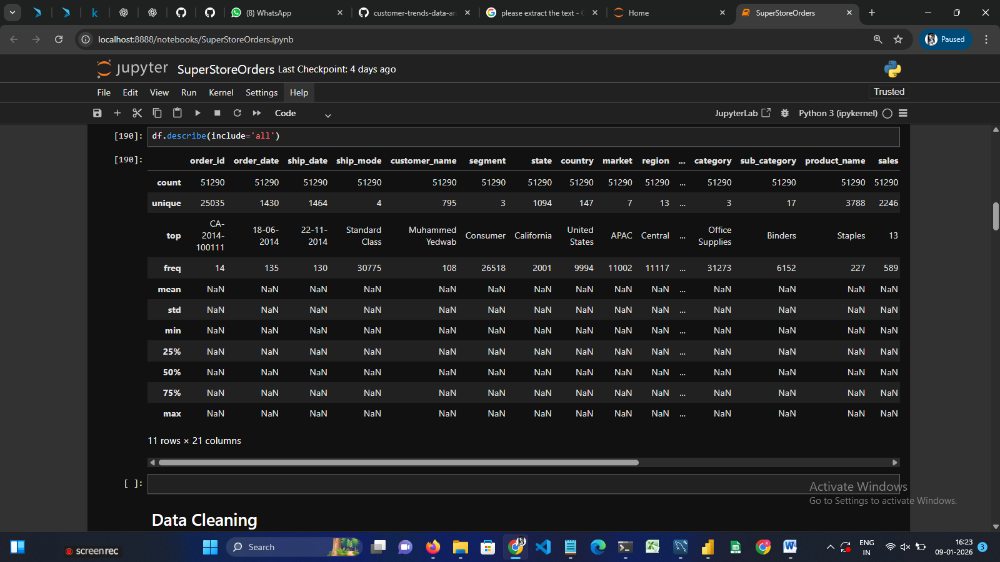 (8) WhatsApp
customer-trends-data-an
please extract the text - G
Home
SuperStoreOrders
localhost:8888/notebooks/SuperStoreOrders.ipynb
Paused
jupyter SuperStoreOrders Last Checkpoint: 4 days ago
File Edit View Run Kernel Settings Help
Trusted
Code
JupyterLab
Python 3 (ipykernel)
[190]: df.describe(include='all')
[190]: order_id order_date ship_date ship_mode customer_name segment state country market region ... category sub_category product_name sales
count 51290 51290 51290 51290 51290 51290 51290 51290 51290 51290 ... 51290 51290 51290 51290
unique 25035 1430 1464 4 795 3 1094 147 7 13 ... 3 17 3788 2246
top CA-2014-100111 18-06-2014 22-11-2014 Standard Class Muhammed Yedwab Consumer California United States APAC Central ... Office Supplies Binders Staples 13
freq 14 135 130 30775 108 26518 2001 9994 11002 11117 ... 31273 6152 227 589
mean NaN NaN NaN NaN NaN NaN NaN NaN NaN NaN ... NaN NaN NaN NaN
std NaN NaN NaN NaN NaN NaN NaN NaN NaN NaN ... NaN NaN NaN NaN
min NaN NaN NaN NaN NaN NaN NaN NaN NaN NaN ... NaN NaN NaN NaN
25% NaN NaN NaN NaN NaN NaN NaN NaN NaN NaN ... NaN NaN NaN NaN
50% NaN NaN NaN NaN NaN NaN NaN NaN NaN NaN ... NaN NaN NaN NaN
75% NaN NaN NaN NaN NaN NaN NaN NaN NaN NaN ... NaN NaN NaN NaN
max NaN NaN NaN NaN NaN NaN NaN NaN NaN NaN ... NaN NaN NaN NaN
11 rows × 21 columns
[ ]:
Activate Windows
Go to Settings to activate Windows.
Data Cleaning
screenrec
Search
ENG
IN
16:23
09-01-2026
3